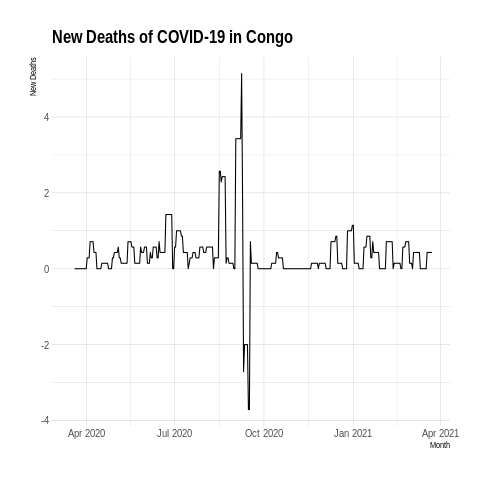 New Deaths of COVID-19 in Congo
New Deaths
4
2
0
-2
-4
Apr 2020
Jul 2020
Oct 2020
Jan 2021
Apr 2021
Month